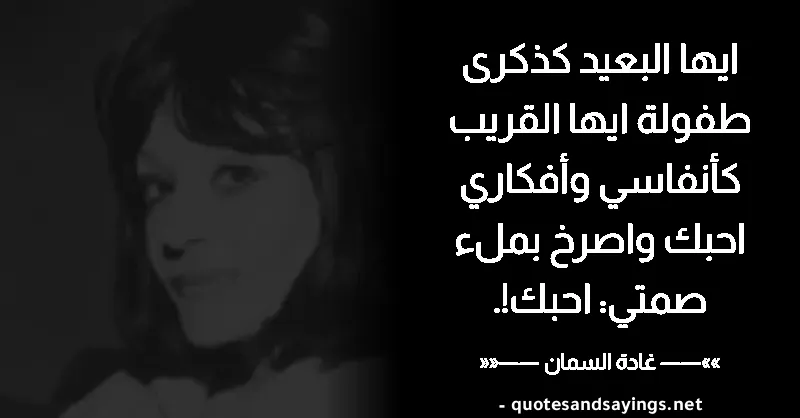 ايها البعيد كذكرى
طفولة ايها القريب
كأنفاسي وأفكاري
احبك واصرخ بملء
صمتي: احبك!.
»»—— غادة السمان ——««
- quotesandsayings.net